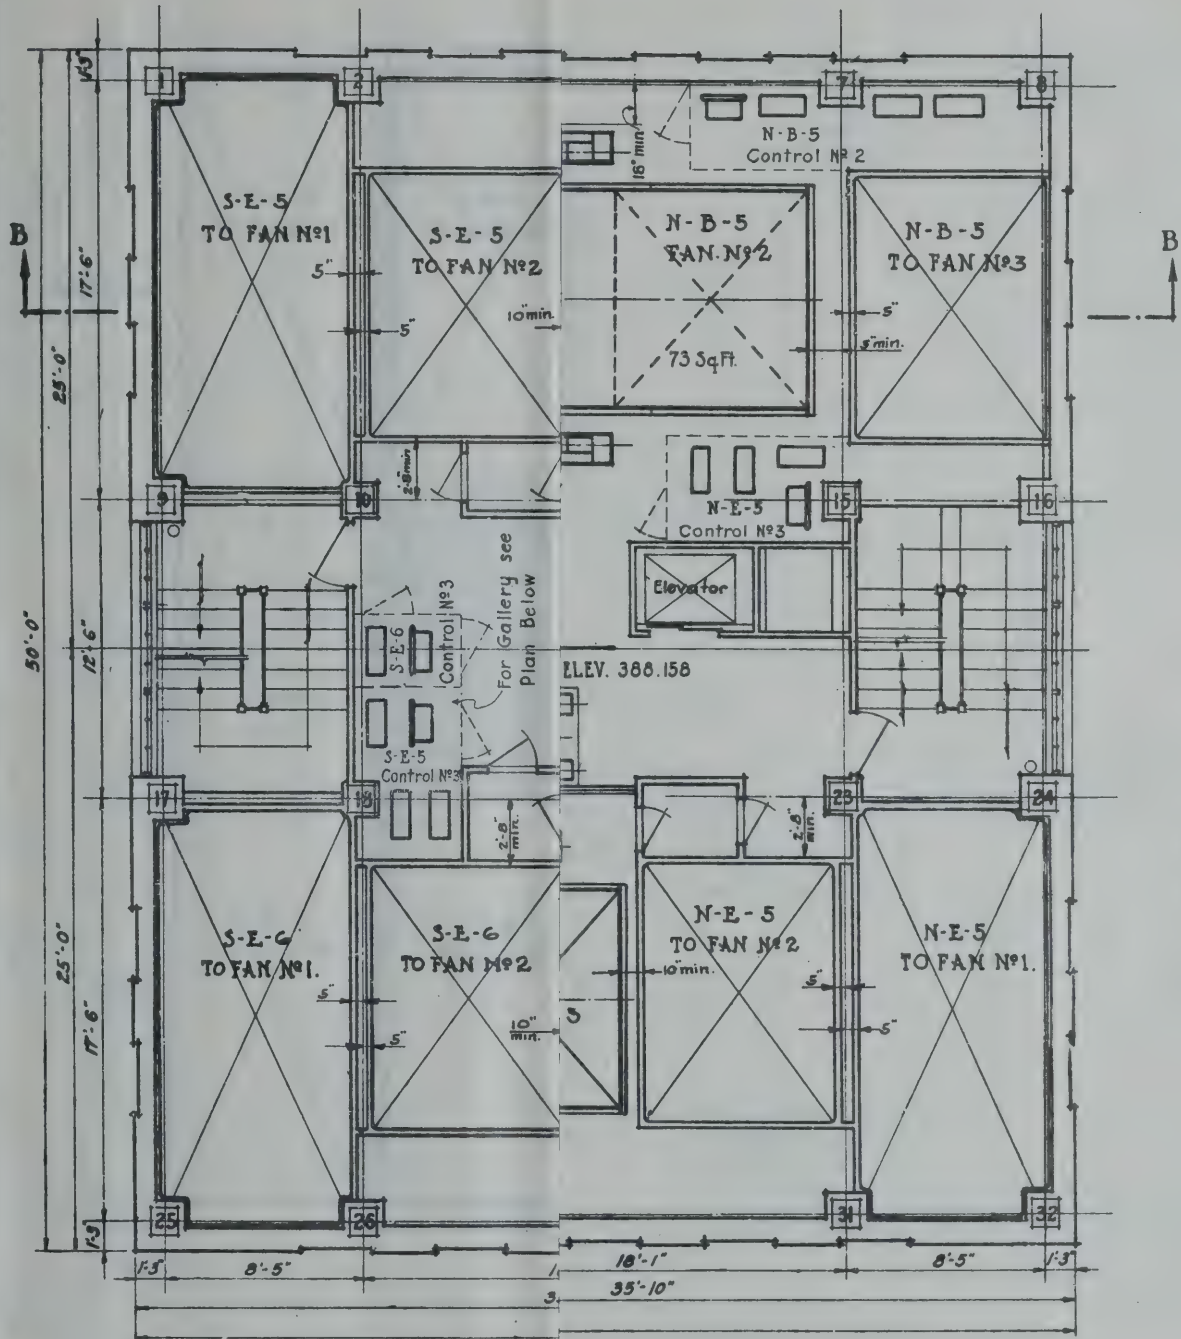 1 2 7 8
1'-3"
N-B-5
Control Nº 2
18" min.
S-E-5
TO FAN Nº1
S-E-5
TO FAN Nº2
N-B-5
FAN. Nº2
N-B-5
TO FAN Nº3
B
B
17'-6"
5"
5"
10" min.
5"
5" min.
73 Sq Ft.
25'-0"
2'-8" min
9 10 15 16
N-E-5
Control Nº3
Elevator
For Gallery see
Plan Below
S-E-6
Control Nº3
50'-0"
12'-6"
ELEV. 388.158
S-E-5
Control Nº3
17 18 23 24
2'-8"
min.
2'-8"
min.
S-E-6
TO FAN Nº1.
S-E-6
TO FAN Nº2
N-E-5
TO FAN Nº2
N-E-5
TO FAN Nº1.
10" min.
25'-0"
17'-6"
5"
5"
10"
min.
S
5"
5"
25 26 31 32
1'-3"
1'-3"
8'-5"
1
18'-1"
8'-5"
1'-3"
3
35'-10"